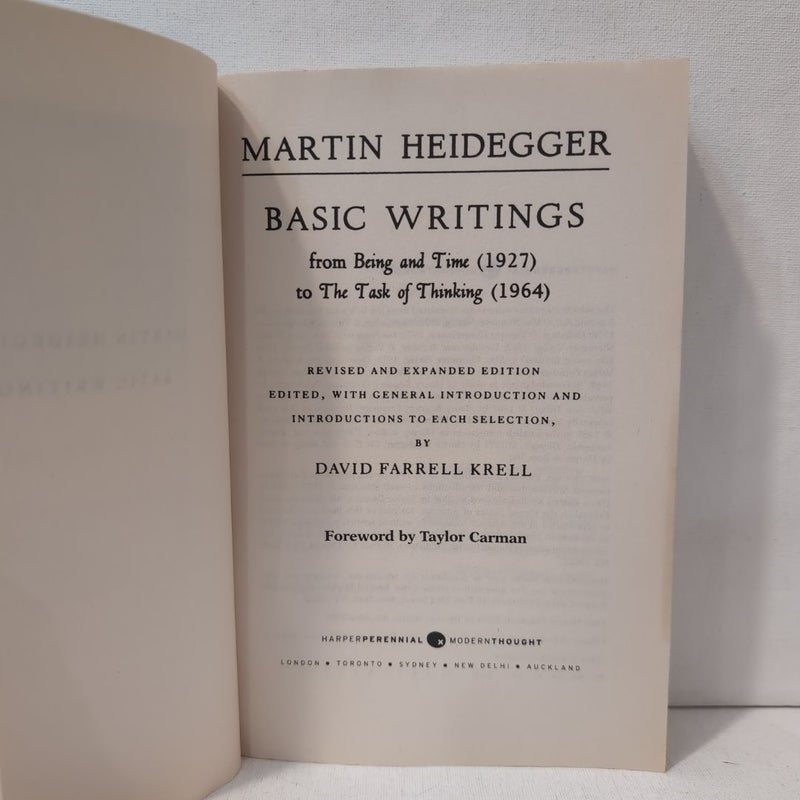 MARTIN HEIDEGGER
BASIC WRITINGS
from Being and Time (1927)
to The Task of Thinking (1964)
REVISED AND EXPANDED EDITION
EDITED, WITH GENERAL INTRODUCTION AND
INTRODUCTIONS TO EACH SELECTION,
BY
DAVID FARRELL KRELL
Foreword by Taylor Carman
HARPERPERENNIAL MODERNTHOUGHT
LONDON • TORONTO • SYDNEY • NEW DELHI • AUCKLAND